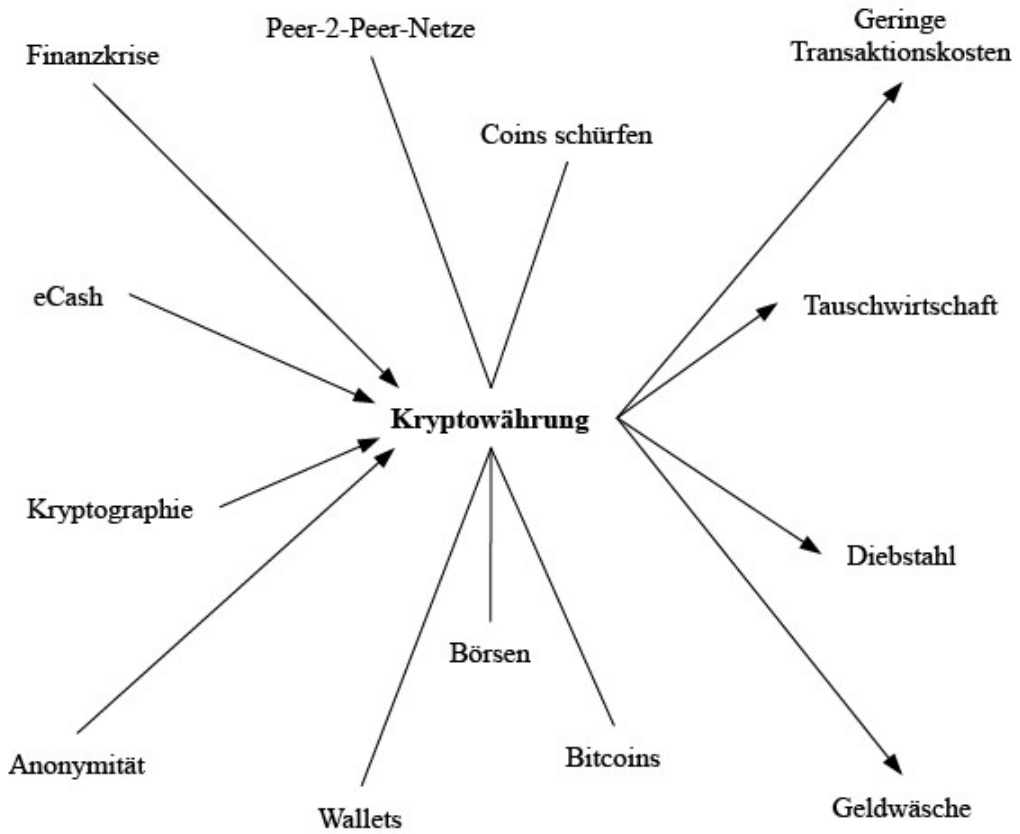 Finanzkrise
Peer-2-Peer-Netze
Geringe
Transaktionskosten
Coins schürfen
eCash
Tauschwirtschaft
Kryptowährung
Kryptographie
Diebstahl
Börsen
Anonymität
Bitcoins
Wallets
Geldwäsche